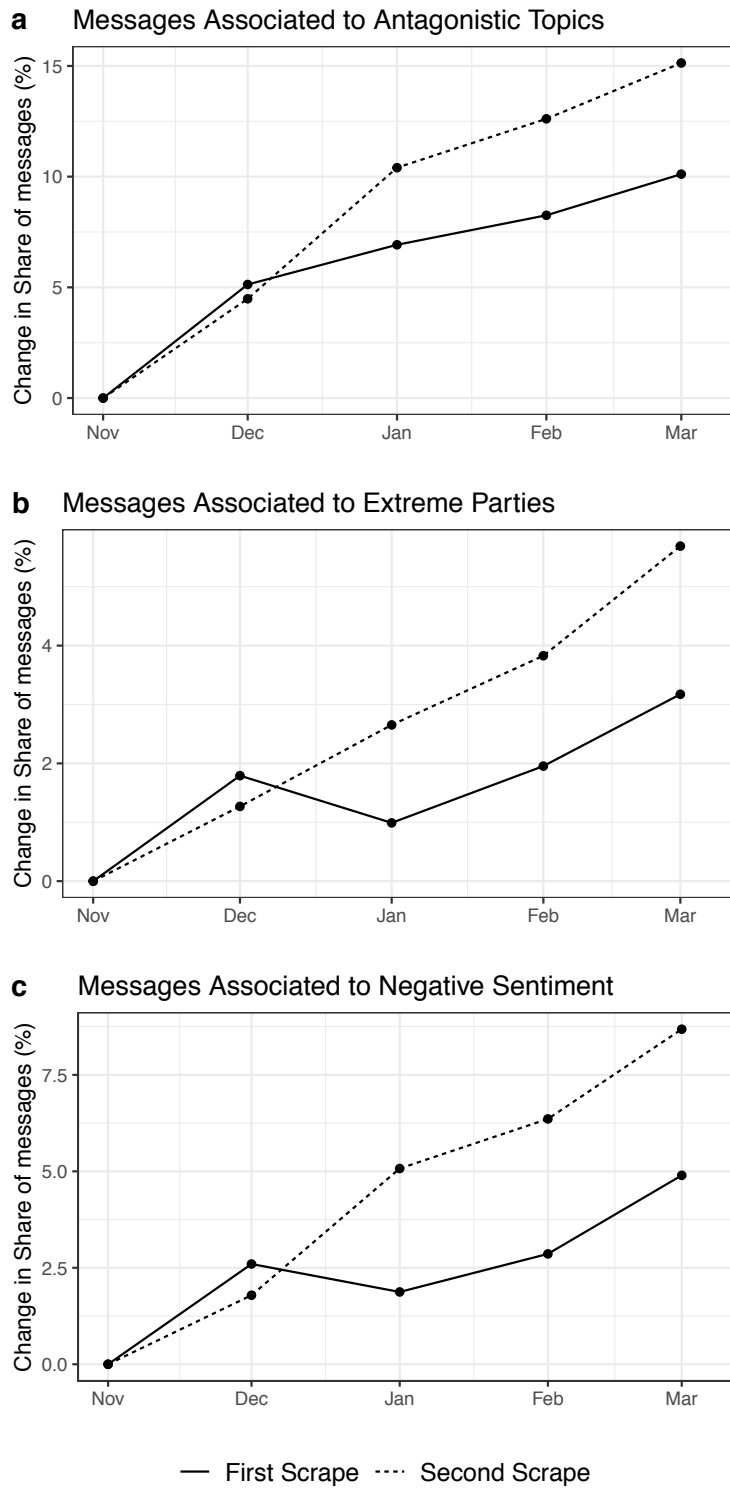 a Messages Associated to Antagonistic Topics
Change in Share of messages (%)
15
10
5
0
Nov Dec Jan Feb Mar
b Messages Associated to Extreme Parties
Change in Share of messages (%)
4
2
0
Nov Dec Jan Feb Mar
c Messages Associated to Negative Sentiment
Change in Share of messages (%)
7.5
5.0
2.5
0.0
Nov Dec Jan Feb Mar
First Scrape Second Scrape